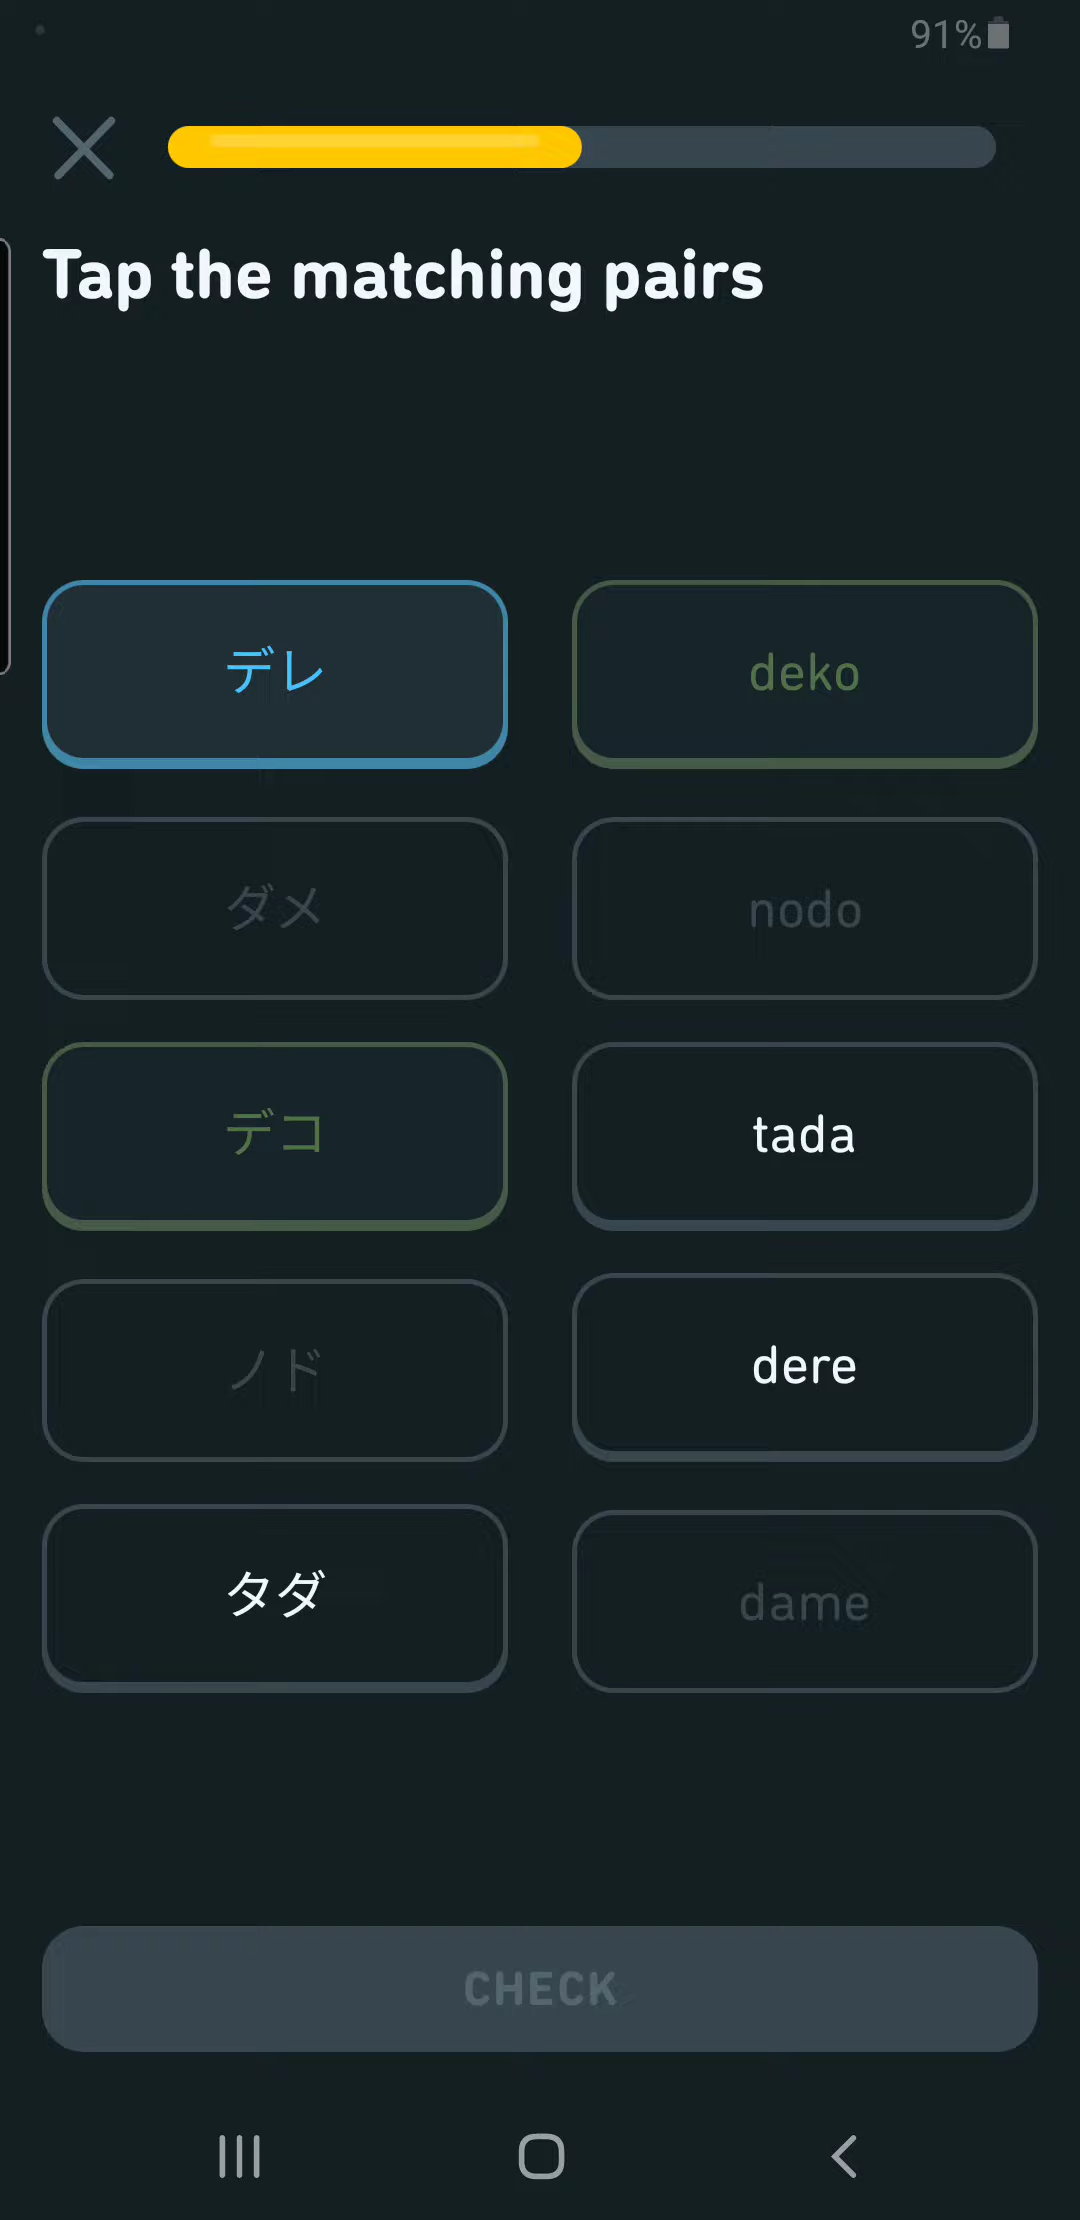 91%
Tap the matching pairs
デレ
deko
ダメ
nodo
デコ
tada
ノド
dere
タダ
dame
CHECK